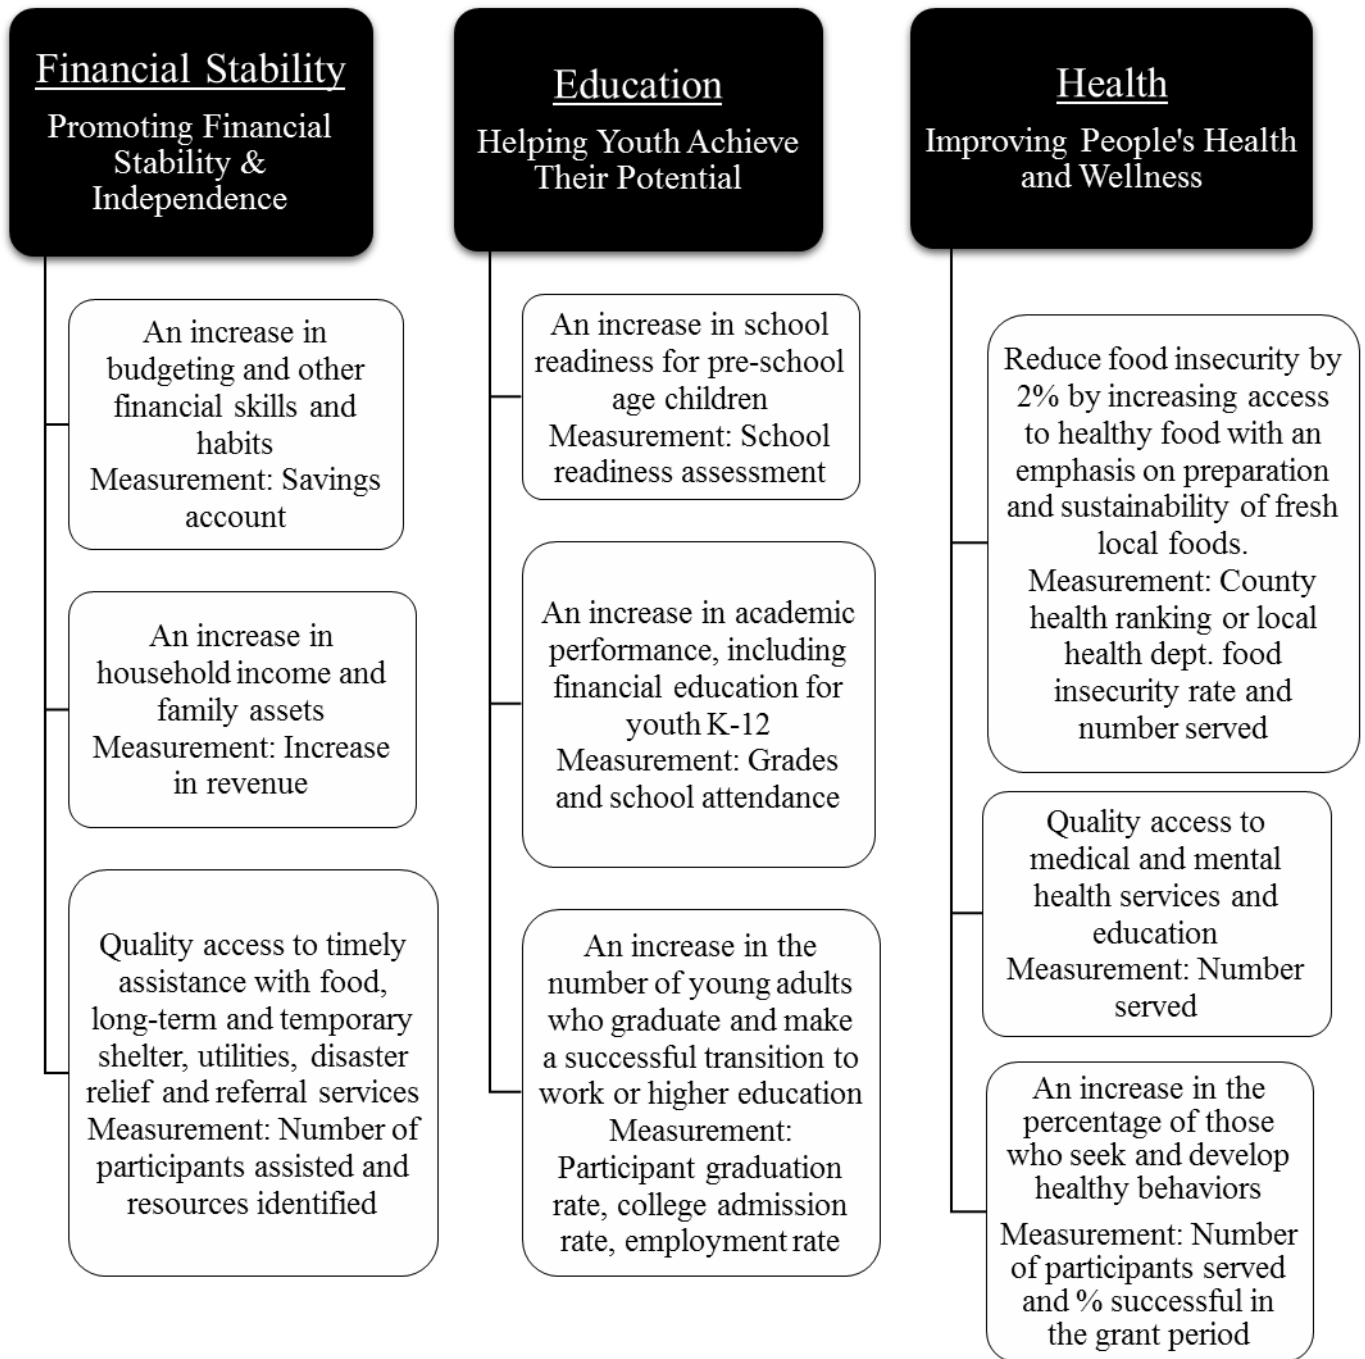 Financial Stability
Promoting Financial
Stability &
Independence
An increase in
budgeting and other
financial skills and
habits
Measurement: Savings
account
An increase in
household income and
family assets
Measurement: Increase
in revenue
Quality access to timely
assistance with food,
long-term and temporary
shelter, utilities, disaster
relief and referral services
Measurement: Number of
participants assisted and
resources identified
Education
Helping Youth Achieve
Their Potential
An increase in school
readiness for pre-school
age children
Measurement: School
readiness assessment
An increase in academic
performance, including
financial education for
youth K-12
Measurement: Grades
and school attendance
An increase in the
number of young adults
who graduate and make
a successful transition to
work or higher education
Measurement:
Participant graduation
rate, college admission
rate, employment rate
Health
Improving People's Health
and Wellness
Reduce food insecurity by
2% by increasing access
to healthy food with an
emphasis on preparation
and sustainability of fresh
local foods.
Measurement: County
health ranking or local
health dept. food
insecurity rate and
number served
Quality access to
medical and mental
health services and
education
Measurement: Number
served
An increase in the
percentage of those
who seek and develop
healthy behaviors
Measurement: Number
of participants served
and % successful in
the grant period